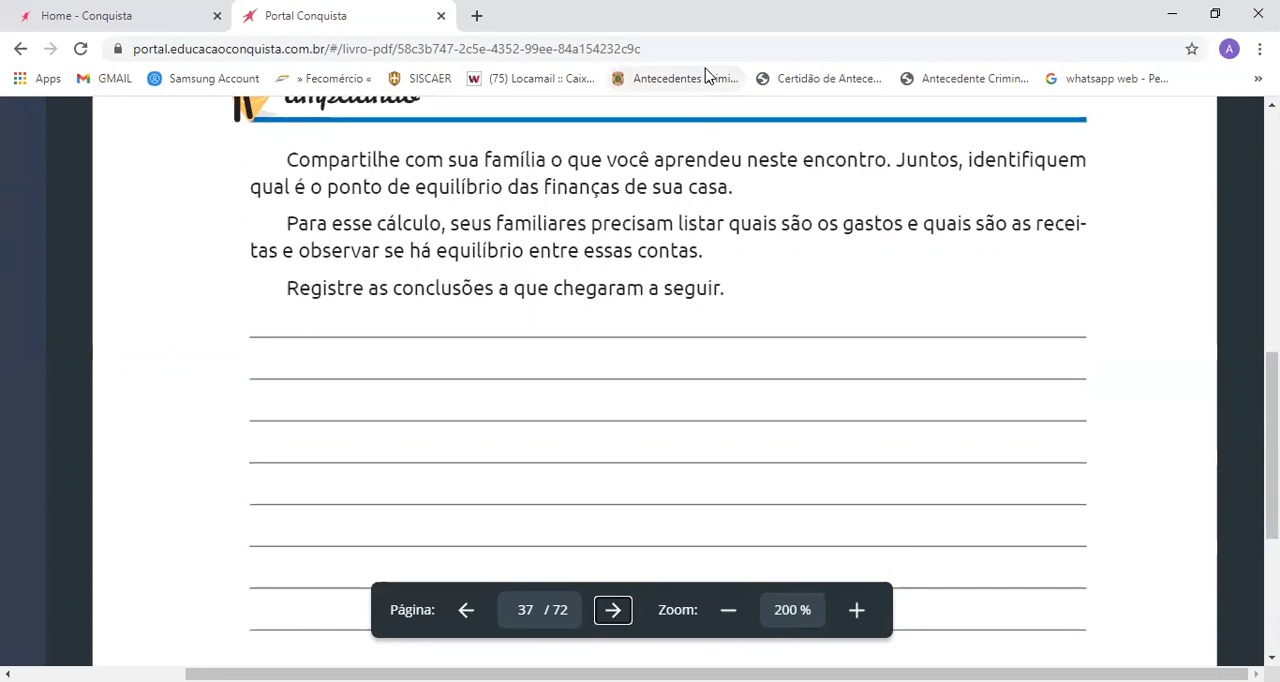 Home - Conquista
Portal Conquista
portal.educacaoconquista.com.br/#/livro-pdf/58c3b747-2c5e-4352-99ee-84a154232c9c
A
Apps GMAIL Samsung Account » Fecomércio « SISCAER (75) Locamail :: Caix... Antecedentes Crimi... Certidão de Antece... Antecedente Crimin... whatsapp web - Pe... »
Compartilhe com sua família o que você aprendeu neste encontro. Juntos, identifiquem
qual é o ponto de equilíbrio das finanças de sua casa.
Para esse cálculo, seus familiares precisam listar quais são os gastos e quais são as recei-
tas e observar se há equilíbrio entre essas contas.
Registre as conclusões a que chegaram a seguir.
Página: 37 / 72 Zoom: 200 %